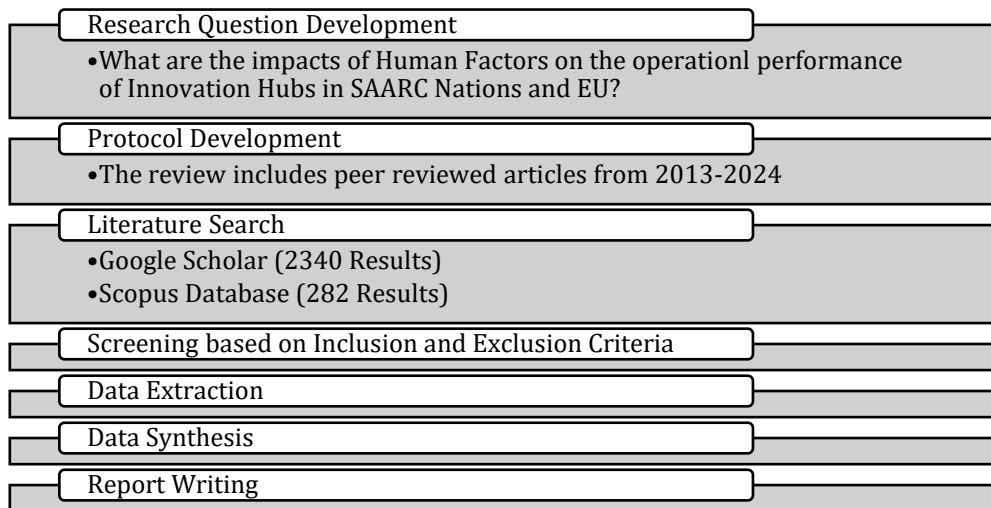 Research Question Development
•What are the impacts of Human Factors on the operationl performance
of Innovation Hubs in SAARC Nations and EU?
Protocol Development
•The review includes peer reviewed articles from 2013-2024
Literature Search
•Google Scholar (2340 Results)
•Scopus Database (282 Results)
Screening based on Inclusion and Exclusion Criteria
Data Extraction
Data Synthesis
Report Writing